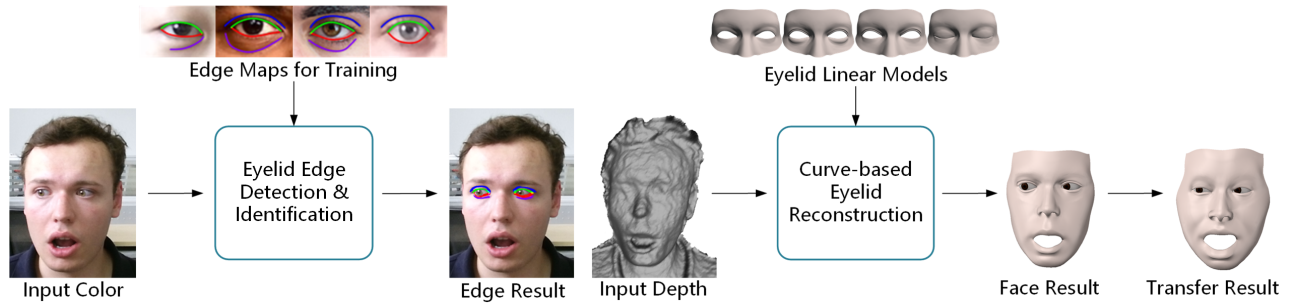 Edge Maps for Training
Eyelid Linear Models
Eyelid Edge
Detection &
Identification
Curve-based
Eyelid
Reconstruction
Input Color
Edge Result
Input Depth
Face Result
Transfer Result